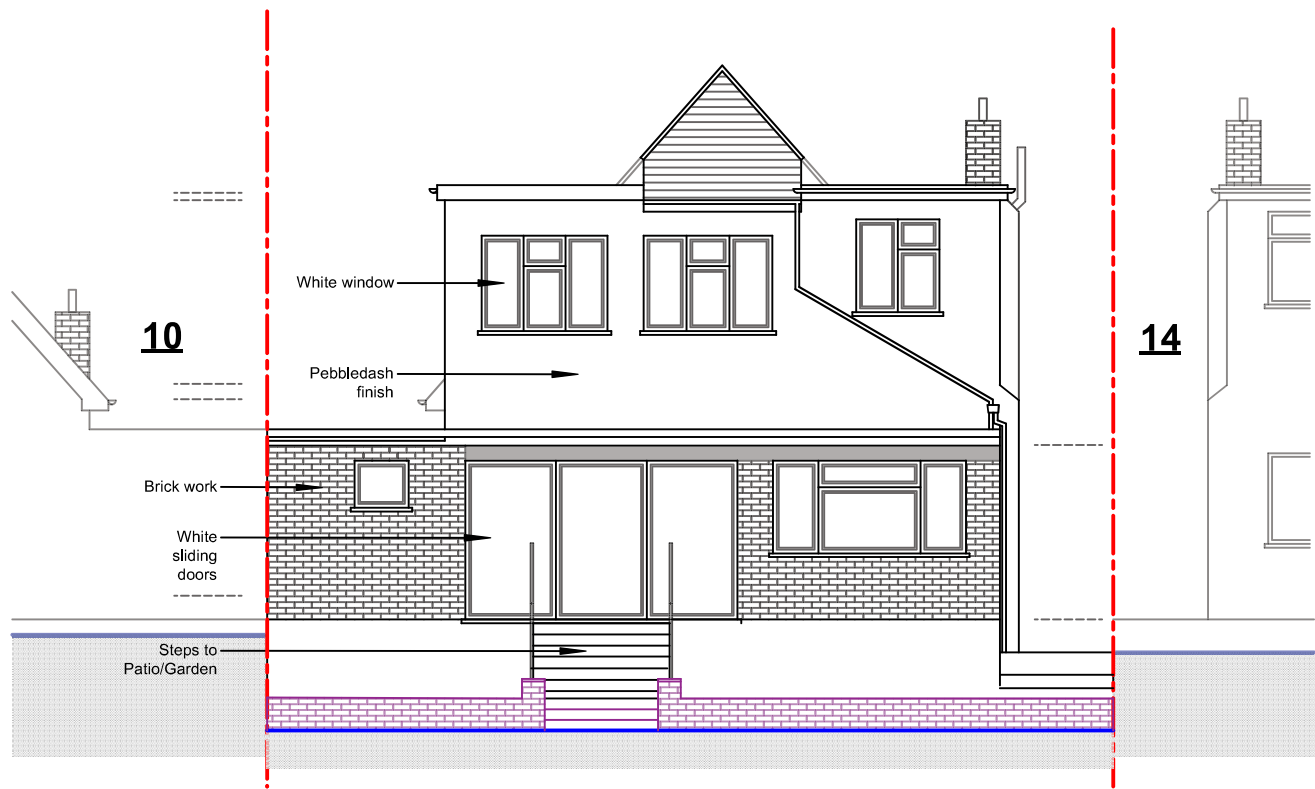 White window
10
14
Pebbledash
finish
Brick work
White
sliding
doors
Steps to
Patio/Garden